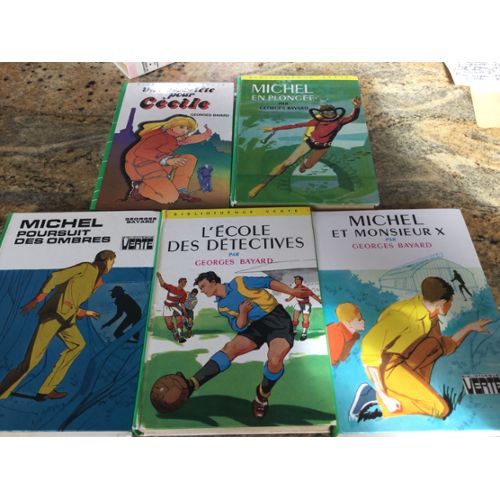 pour
Cécile
GEORGES BAYARD
MICHEL
EN PLONGÉE
PAR
GEORGES BAYARD
MICHEL
POURSUIT
DES OMBRES
GEORGES
BAYARD
VERTE
BIBLIOTHÈQUE VERTE
L'ÉCOLE
DES DÉTECTIVES
PAR
GEORGES BAYARD
MICHEL
ET MONSIEUR X
PAR
GEORGES BAYARD
VERTE